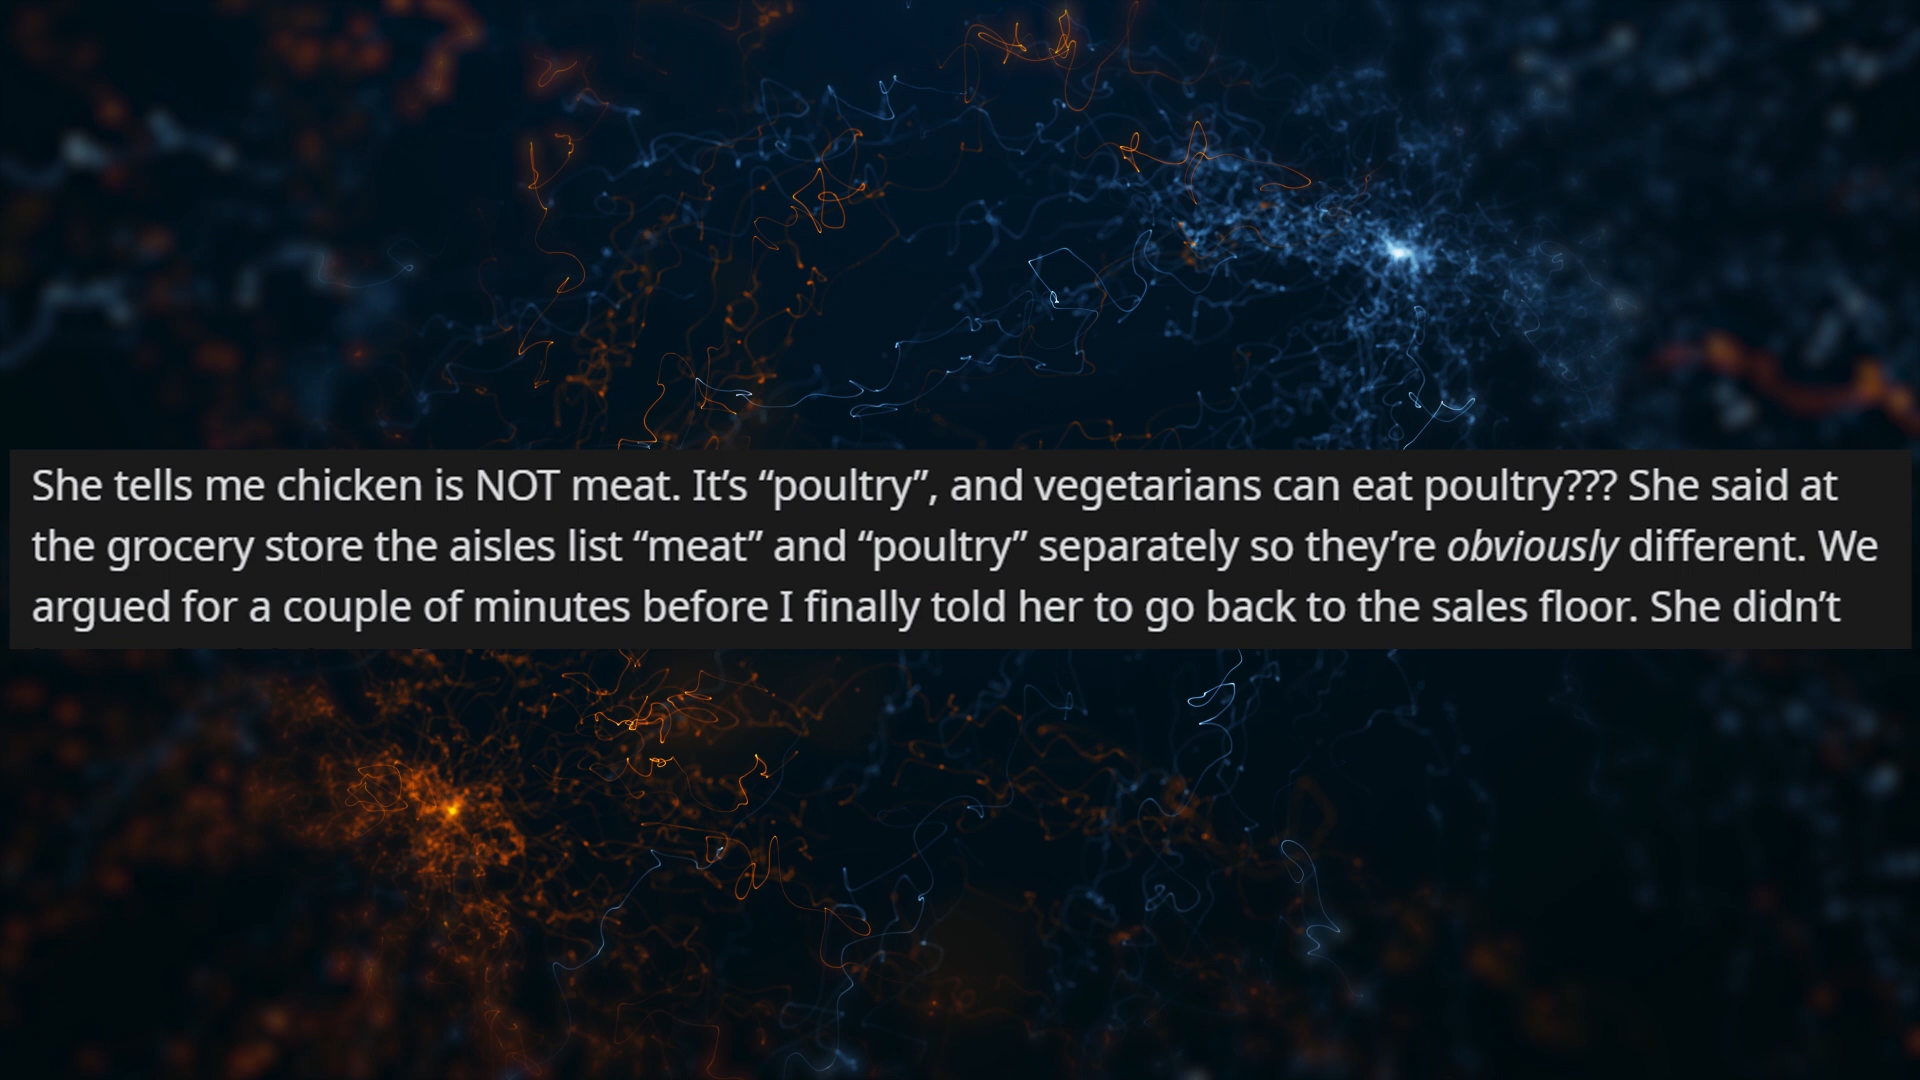 She tells me chicken is NOT meat. It’s “poultry”, and vegetarians can eat poultry??? She said at
the grocery store the aisles list “meat” and “poultry” separately so they’re obviously different. We
argued for a couple of minutes before I finally told her to go back to the sales floor. She didn’t